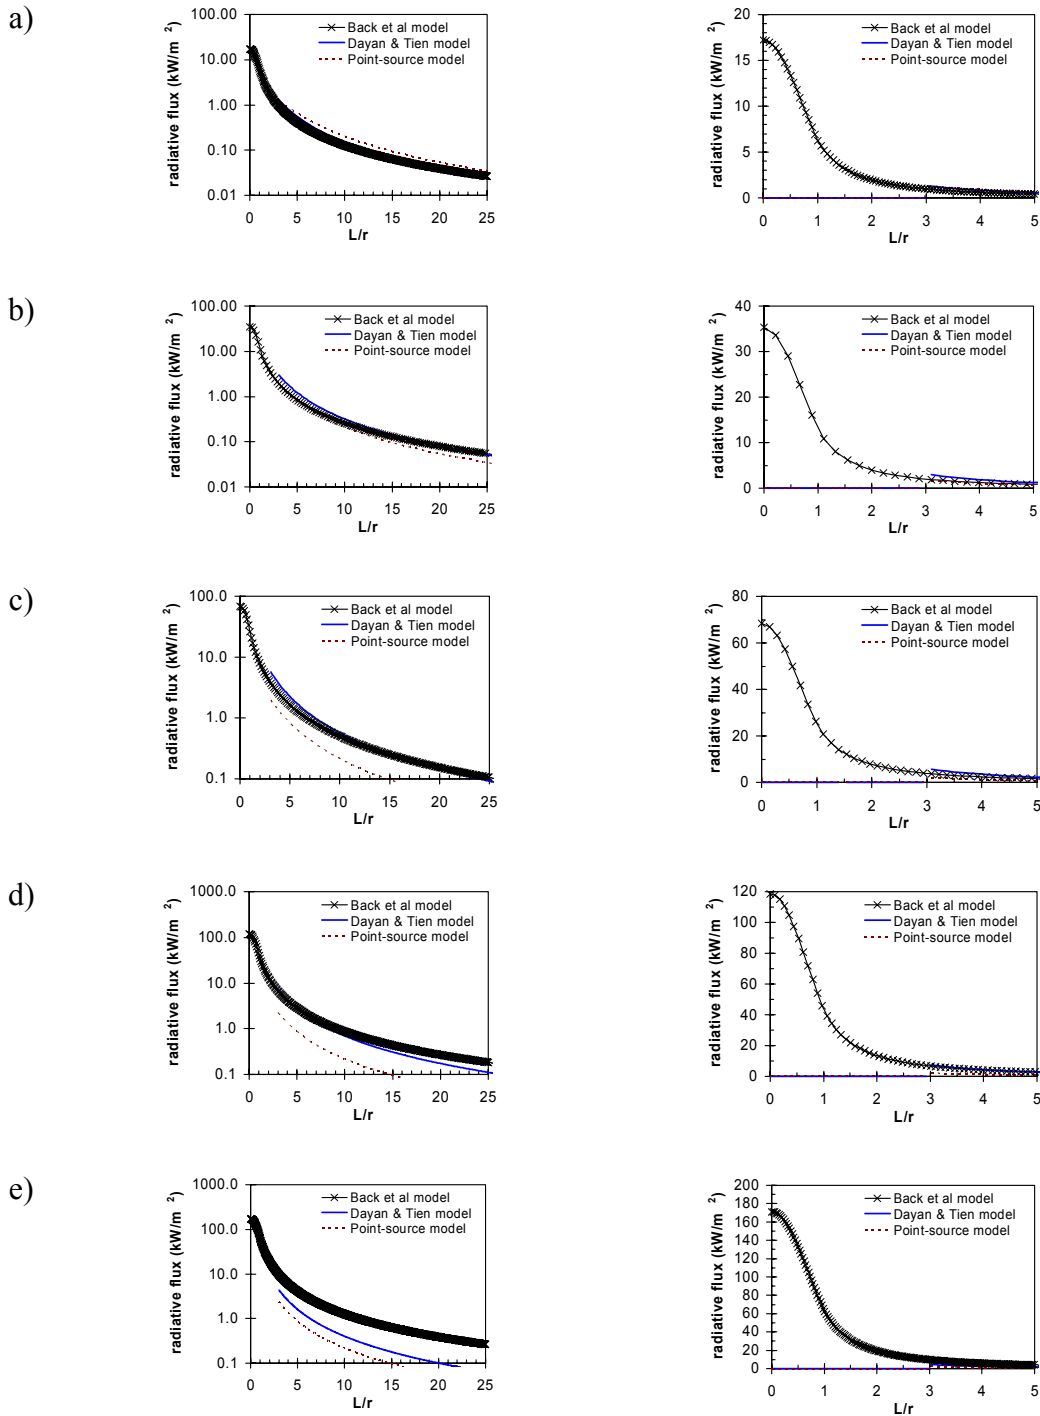 a)
radiative flux (kW/m 2)
100.00
10.00
1.00
0.10
0.01
Back et al model
Dayan & Tien model
Point-source model
0 5 10 15 20 25
L/r
radiative flux (kW/m 2)
20
15
10
5
0
Back et al model
Dayan & Tien model
Point-source model
0 1 2 3 4 5
L/r
b)
radiative flux (kW/m 2)
100.00
10.00
1.00
0.10
0.01
Back et al model
Dayan & Tien model
Point-source model
0 5 10 15 20 25
L/r
radiative flux (kW/m 2)
40
30
20
10
0
Back et al model
Dayan & Tien model
Point-source model
0 1 2 3 4 5
L/r
c)
radiative flux (kW/m 2)
100.0
10.0
1.0
0.1
Back et al model
Dayan & Tien model
Point-source model
0 5 10 15 20 25
L/r
radiative flux (kW/m 2)
80
60
40
20
0
Back et al model
Dayan & Tien model
Point-source model
0 1 2 3 4 5
L/r
d)
radiative flux (kW/m 2)
1000.0
100.0
10.0
1.0
0.1
Back et al model
Dayan & Tien model
Point-source model
0 5 10 15 20 25
L/r
radiative flux (kW/m 2)
120
100
80
60
40
20
0
Back et al model
Dayan & Tien model
Point-source model
0 1 2 3 4 5
L/r
e)
radiative flux (kW/m 2)
1000.0
100.0
10.0
1.0
0.1
Back et al model
Dayan & Tien model
Point-source model
0 5 10 15 20 25
L/r
radiative flux (kW/m 2)
200
180
160
140
120
100
80
60
40
20
0
Back et al model
Dayan & Tien model
Point-source model
0 1 2 3 4 5
L/r